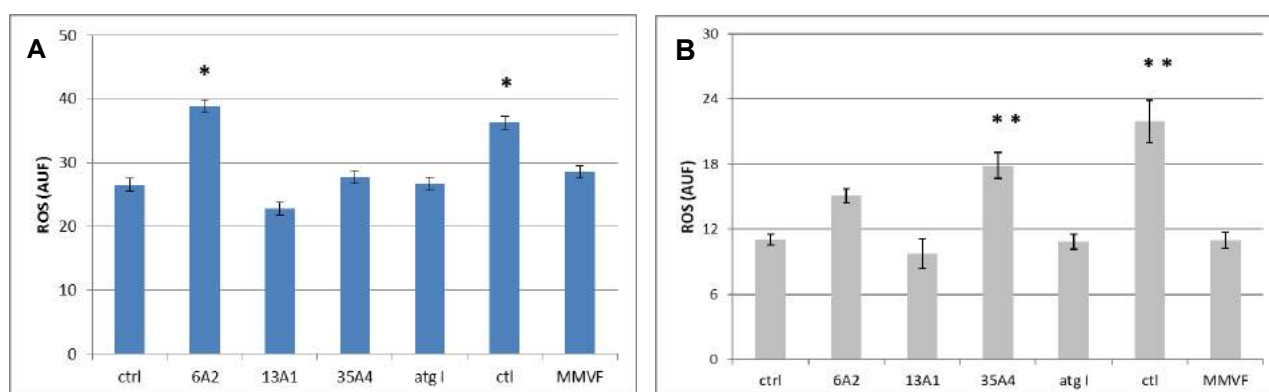 A
50
40
30
20
10
0
ROS (AUF)
*
*
ctrl 6A2 13A1 35A4 atg I ctl MMVF
B
30
24
18
12
6
0
ROS (AUF)
* *
* *
ctrl 6A2 13A1 35A4 atg I ctl MMVF